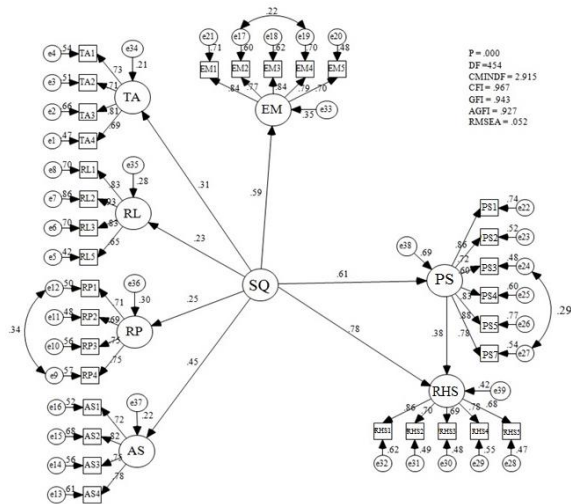 P = .000
DF =454
CMINDF = 2.915
CFI = .967
GFI = .943
AGFI = .927
RMSEA = .052
e4 .54 TA1 .73
e3 .51 TA2 .71
e2 .66 TA3 .81
e1 .47 TA4 .69
e34 .21
TA
e21 e17 e18 e19 e20
.22
.71 .60 .62 .70 .48
EM1 EM2 EM3 EM4 EM5
.84 .77 .84 .79 .70
EM
.35 e33
e8 .70 RL1 .83
e7 .86 RL2 .93
e6 .70 RL3 .83
e5 .42 RL5 .65
e35 .28
RL
e12 .50 RP1 .71
e11 .48 RP2 .69
e10 .56 RP3 .75
e9 .57 RP4 .75
.34
e36 .30
RP
e16 .52 AS1 .72
e15 .68 AS2 .82
e14 .56 AS3 .75
e13 .61 AS4 .78
e37 .22
AS
SQ
.31
.59
.23
.25
.45
.61
.78
e38 .69
PS
.86 PS1 .74 e22
.72 PS2 .52 e23
.69 PS3 .48 e24
.83 PS4 .60 e25
.88 PS5 .77 e26
.78 PS7 .54 e27
.29
.38
RHS
.42 e39
.86 .70 .69 .78 .68
RHS1 RHS2 RHS3 RHS4 RHS5
.62 .49 .48 .55 .47
e32 e31 e30 e29 e28